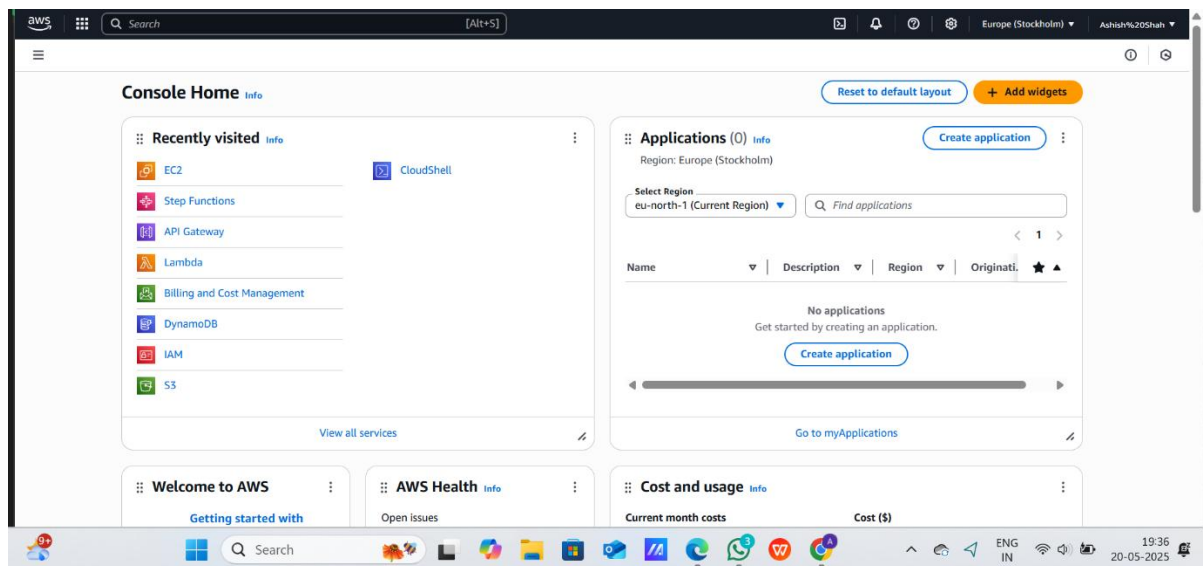 aws
Search
[Alt+S]
Europe (Stockholm)
Ashish%20Shah
Console Home Info
Reset to default layout
+ Add widgets
Recently visited Info
EC2
CloudShell
Step Functions
API Gateway
Lambda
Billing and Cost Management
DynamoDB
IAM
S3
View all services
Applications (0) Info
Create application
Region: Europe (Stockholm)
Select Region
eu-north-1 (Current Region)
Find applications
1
Name Description Region Originati.
No applications
Get started by creating an application.
Create application
Go to myApplications
Welcome to AWS
Getting started with
AWS Health Info
Open issues
Cost and usage Info
Current month costs
Cost ($)
9+
Search
3
A
ENG
IN
19:36
20-05-2025